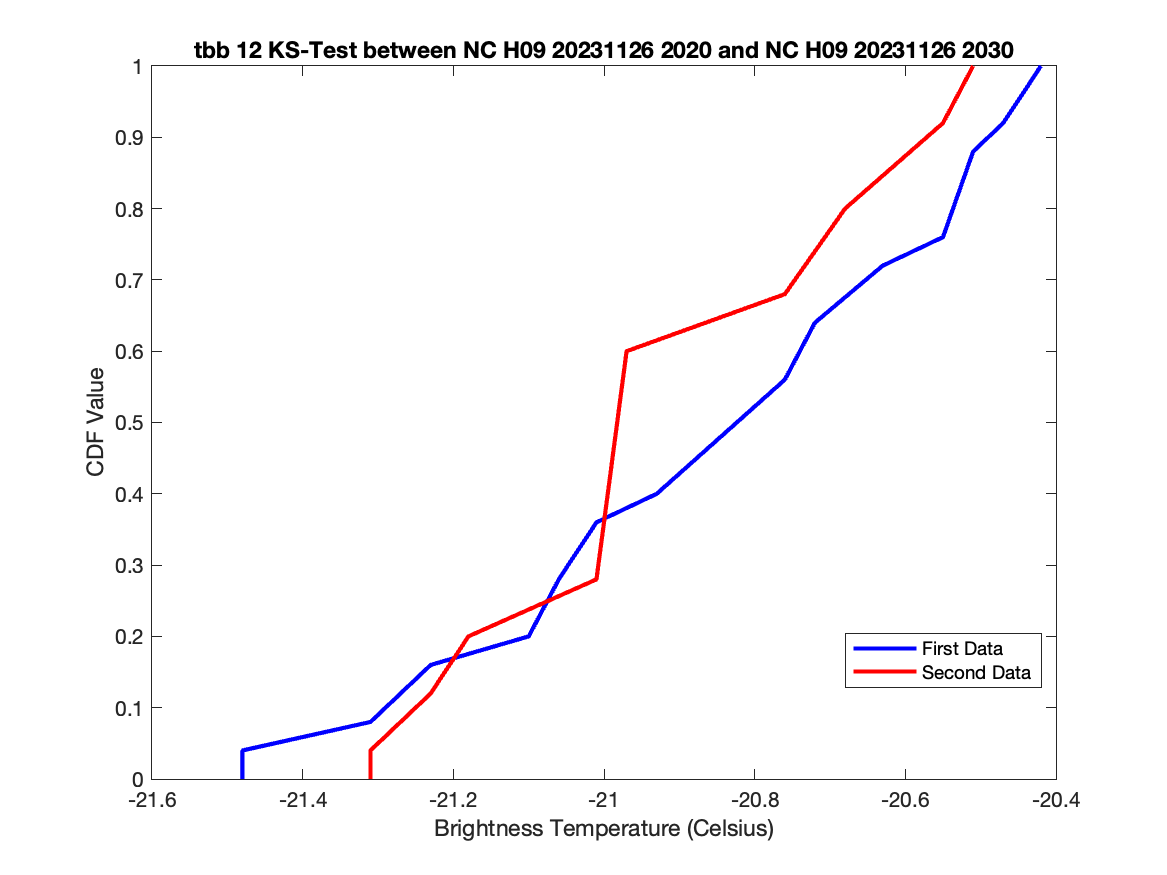 tbb 12 KS-Test between NC H09 20231126 2020 and NC H09 20231126 2030
1
0.9
0.8
0.7
0.6
0.5
0.4
0.3
0.2
0.1
0
CDF Value
First Data
Second Data
-21.6 -21.4 -21.2 -21 -20.8 -20.6 -20.4
Brightness Temperature (Celsius)